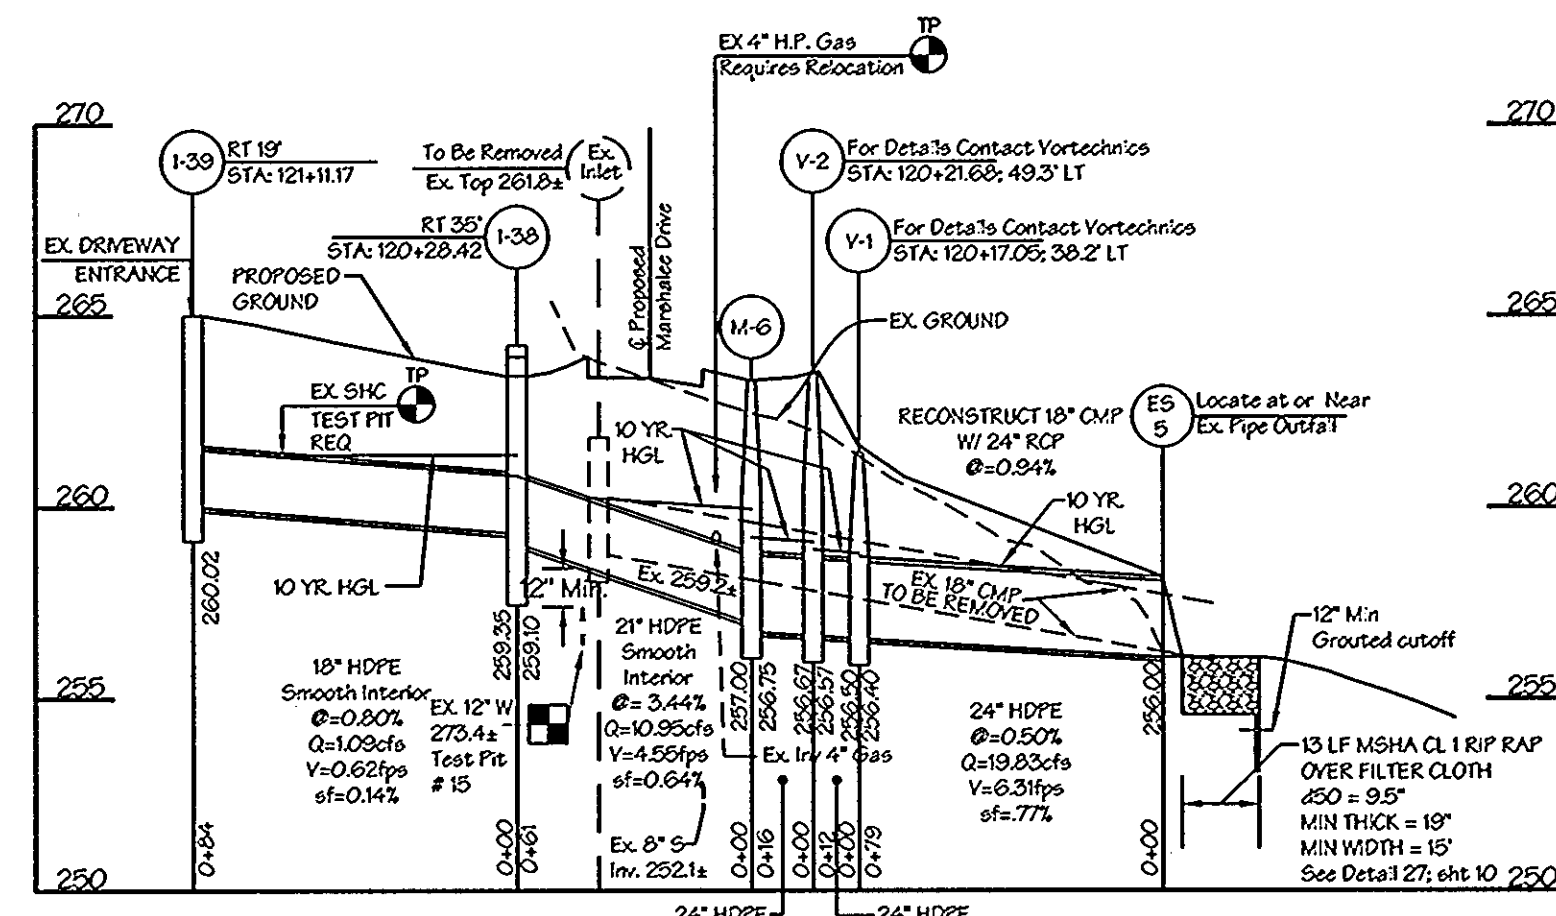 TP
EX 4" H.P. Gas
Requires Relocation
270
270
I-39
RT 19'
STA: 121+11.17
To Be Removed
Ex. Top 261.8±
Ex.
Inlet
V-2
For Details Contact Vortechnics
STA: 120+21.68; 49.3' LT
RT 35'
STA: 120+28.42
I-38
V-1
For Details Contact Vortechnics
STA: 120+17.05; 38.2' LT
EX. DRIVEWAY
ENTRANCE
PROPOSED
GROUND
℄ Proposed
Marshalee Drive
265
265
M-6
EX. GROUND
TP
EX. SHC
TEST PIT
REQ
10 YR.
HGL
RECONSTRUCT 18" CMP
W/ 24" RCP
@=0.94%
ES
5
Locate at or Near
Ex. Pipe Outfall
260
260
10 YR.
HGL
10 YR. HGL
12" Min.
Ex. 259.2±
EX. 18" CMP
TO BE REMOVED
12" Min
Grouted cutoff
260.02
259.35
259.10
257.00
256.75
256.67
256.57
256.50
256.40
256.00
18" HDPE
Smooth Interior
@=0.80%
Q=1.09cfs
V=0.62fps
sf=0.14%
EX. 12" W
273.4±
Test Pit
# 15
21" HDPE
Smooth
Interior
@= 3.44%
Q=10.95cfs
V=4.55fps
sf=0.64%
Ex. Inv 4" Gas
24" HDPE
@=0.50%
Q=19.83cfs
V=6.31fps
sf=.77%
255
255
13 LF MSHA CL 1 RIP RAP
OVER FILTER CLOTH
d50 = 9.5"
MIN THICK = 19"
MIN WIDTH = 15'
See Detail 27; sht 10
Ex. 8" S
Inv. 252.1±
0+84
0+00
0+61
0+00
0+16
0+00
0+12
0+00
0+79
0+00
250
250
24" HDPE
24" HDPE